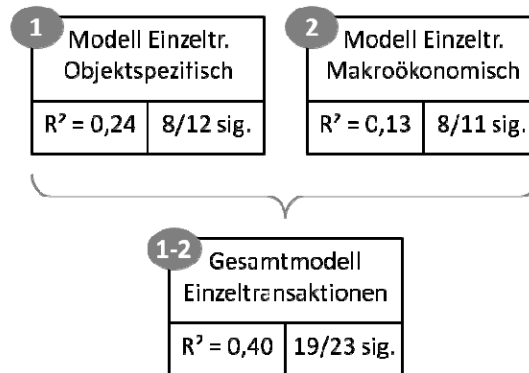 1
Modell Einzeltr.
Objektspezifisch
R² = 0,24 8/12 sig.
2
Modell Einzeltr.
Makroökonomisch
R² = 0,13 8/11 sig.
1-2
Gesamtmodell
Einzeltransaktionen
R² = 0,40 19/23 sig.